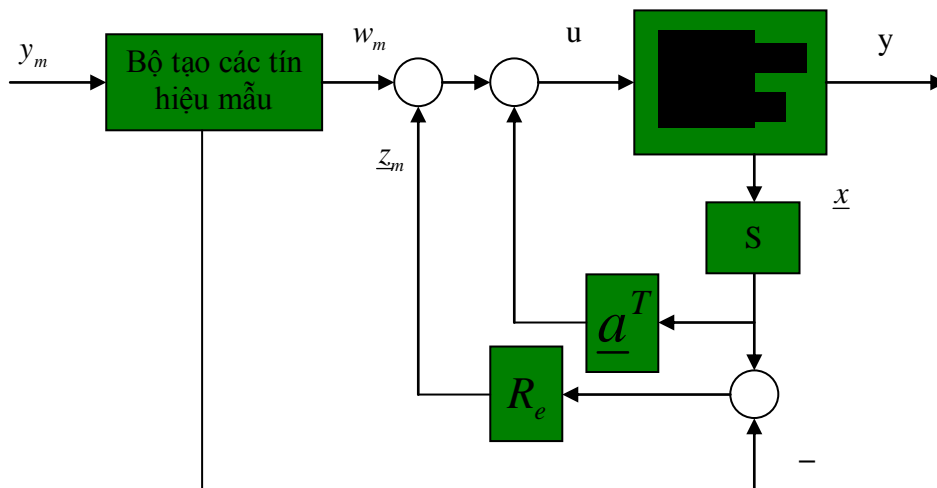 y_m
Bộ tạo các tín
hiệu mẫu
w_m
u
y
z_m
x
S
a^T
R_e
−